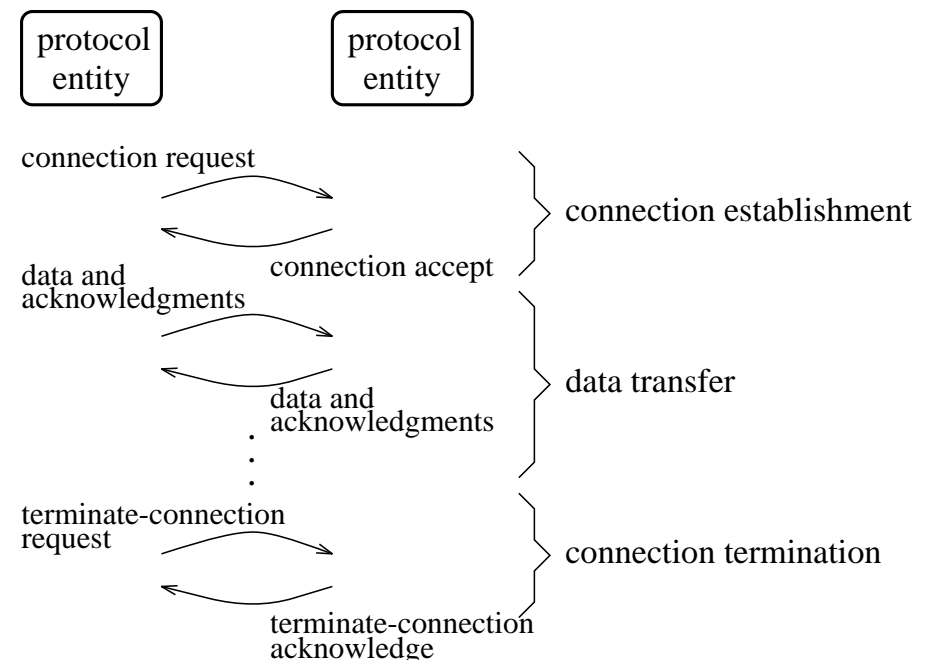 protocol
entity
protocol
entity
connection request
connection establishment
connection accept
data and
acknowledgments
data transfer
data and
acknowledgments
terminate-connection
request
connection termination
terminate-connection
acknowledge